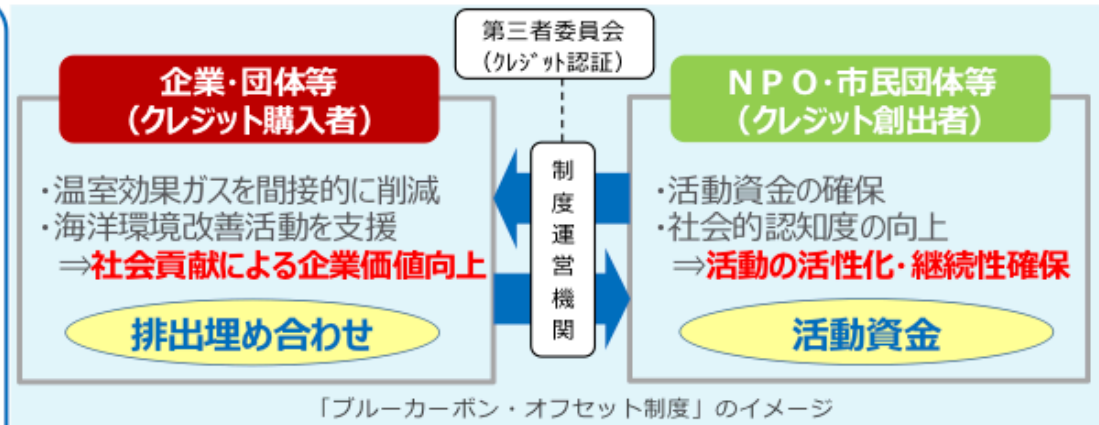 第三者委員会
（ｸﾚｼﾞｯﾄ認証）
企業・団体等
（クレジット購入者）
・温室効果ガスを間接的に削減
・海洋環境改善活動を支援
⇒社会貢献による企業価値向上
排出埋め合わせ
制度運営機関
ＮＰＯ・市民団体等
（クレジット創出者）
・活動資金の確保
・社会的認知度の向上
⇒活動の活性化・継続性確保
活動資金
「ブルーカーボン・オフセット制度」のイメージ